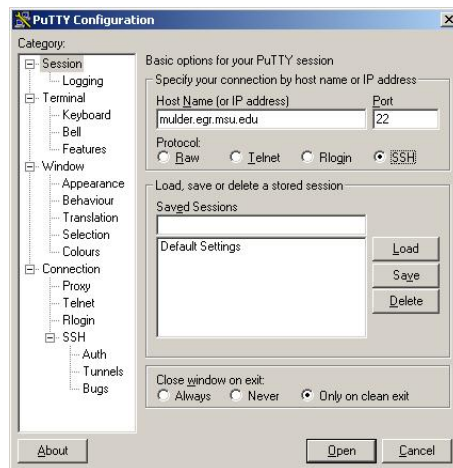 PuTTY Configuration
Category:
Session
Logging
Terminal
Keyboard
Bell
Features
Window
Appearance
Behaviour
Translation
Selection
Colours
Connection
Proxy
Telnet
Rlogin
SSH
Auth
Tunnels
Bugs
Basic options for your PuTTY session
Specify your connection by host name or IP address
Host Name (or IP address) Port
mulder.egr.msu.edu 22
Protocol:
Raw Telnet Rlogin SSH
Load, save or delete a stored session
Saved Sessions
Default Settings
Load
Save
Delete
Close window on exit:
Always Never Only on clean exit
About Open Cancel